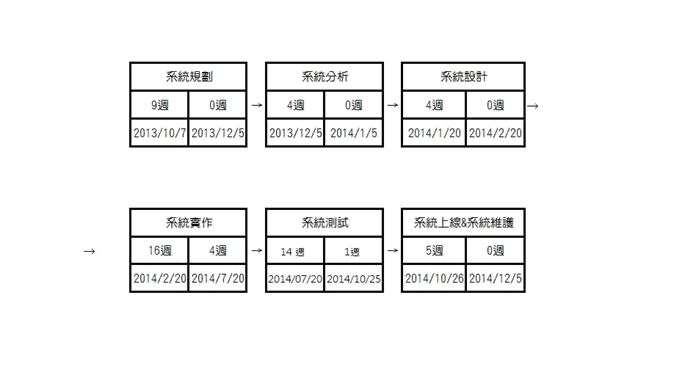 系統規劃 系統分析 系統設計
9週 0週 → 4週 0週 → 4週 0週 →
2013/10/7 2013/12/5 2013/12/5 2014/1/5 2014/1/20 2014/2/20
系統實作 系統測試 系統上線&系統維護
→ 16週 4週 → 14 週 1週 → 5週 0週
2014/2/20 2014/7/20 2014/07/20 2014/10/25 2014/10/26 2014/12/5